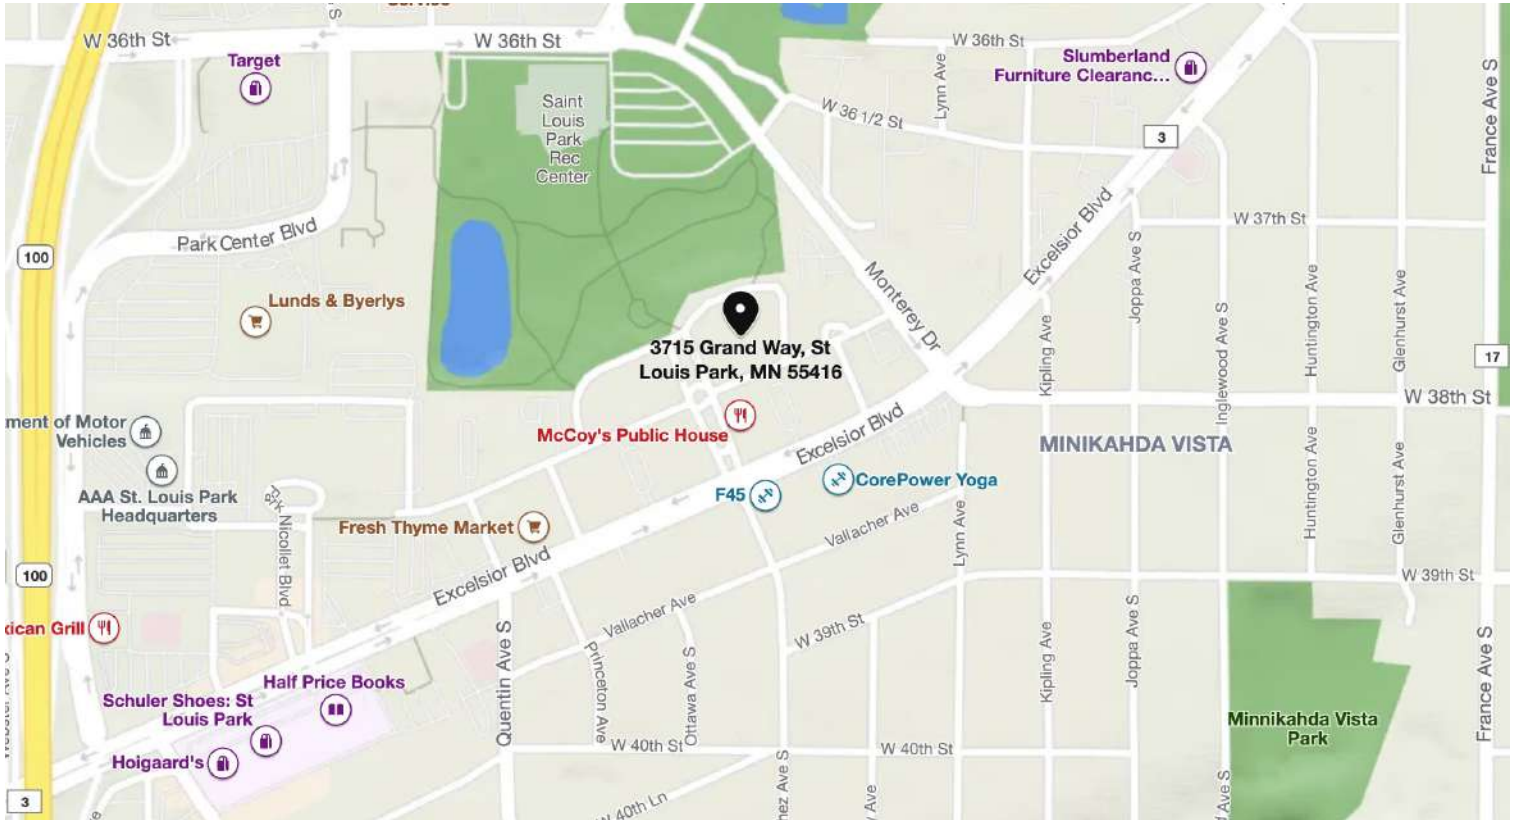 W 36th St
S
W 36th St
W 36th St
Target
Slumberland
Furniture Clearanc...
Saint
Louis
Park
Rec
Center
W 36 1/2 St
Lynn Ave
3
France Ave S
Park Center Blvd
W 37th St
Excelsior Blvd
100
Joppa Ave S
Monterey Dr
Huntington Ave
Glenhurst Ave
Lunds & Byerlys
Kipling Ave
Inglewood Ave S
3715 Grand Way, St
Louis Park, MN 55416
17
W 38th St
McCoy's Public House
Excelsior Blvd
MINIKAHDA VISTA
ment of Motor
Vehicles
AAA St. Louis Park
Headquarters
F45
CorePower Yoga
Park Nicollet Blvd
Fresh Thyme Market
Vallacher Ave
Lynn Ave
Huntington Ave
Glenhurst Ave
Excelsior Blvd
100
W 39th St
Vallacher Ave
W 39th St
xican Grill
Quentin Ave S
Princeton Ave
Ottawa Ave S
Kipling Ave
Joppa Ave S
France Ave S
Half Price Books
Schuler Shoes: St
Louis Park
Hoigaard's
W 40th St
W 40th St
Minnikahda Vista
Park
3
W 40th Ln
nez Ave S
Ave
d Ave S